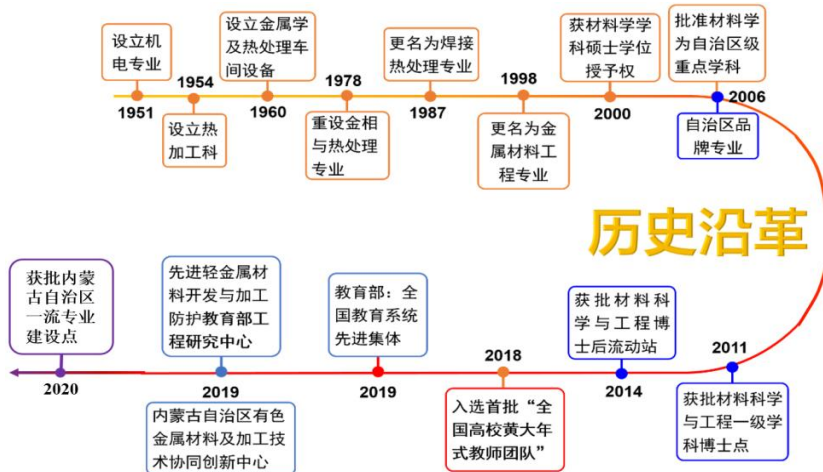 设立机
电专业
1951
1954
设立热
加工科
设立金属学
及热处理车
间设备
1960
1978
重设金相
与热处理
专业
更名为焊接
热处理专业
1987
1998
更名为金
属材料工
程专业
获材料学学
科硕士学位
授予权
2000
批准材料学
为自治区级
重点学科
2006
自治区品
牌专业
历史沿革
2011
获批材料科学
与工程一级学
科博士点
获批材料科
学与工程博
士后流动站
2014
2018
入选首批“全
国高校黄大年
式教师团队”
教育部：全
国教育系统
先进集体
2019
先进轻金属材
料开发与加工
防护教育部工
程研究中心
2019
内蒙古自治区有色
金属材料及加工技
术协同创新中心
获批内蒙
古自治区
一流专业
建设点
2020